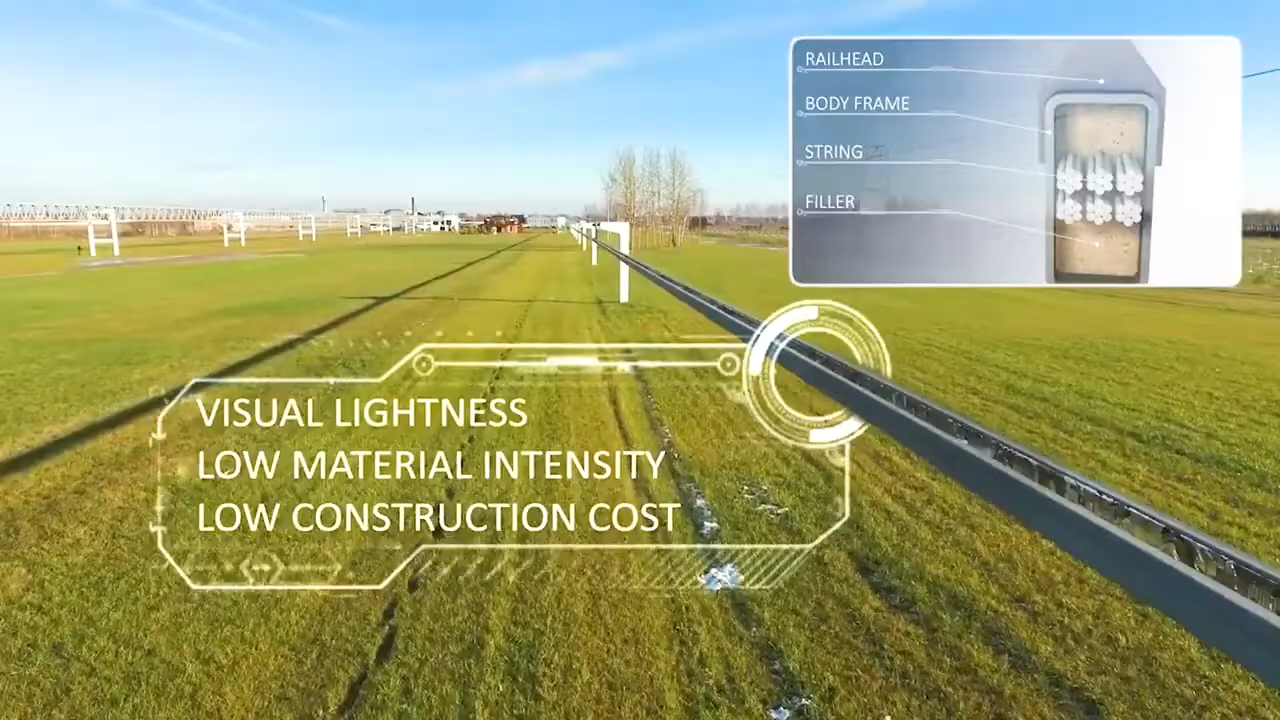 RAILHEAD
BODY FRAME
STRING
FILLER
VISUAL LIGHTNESS
LOW MATERIAL INTENSITY
LOW CONSTRUCTION COST